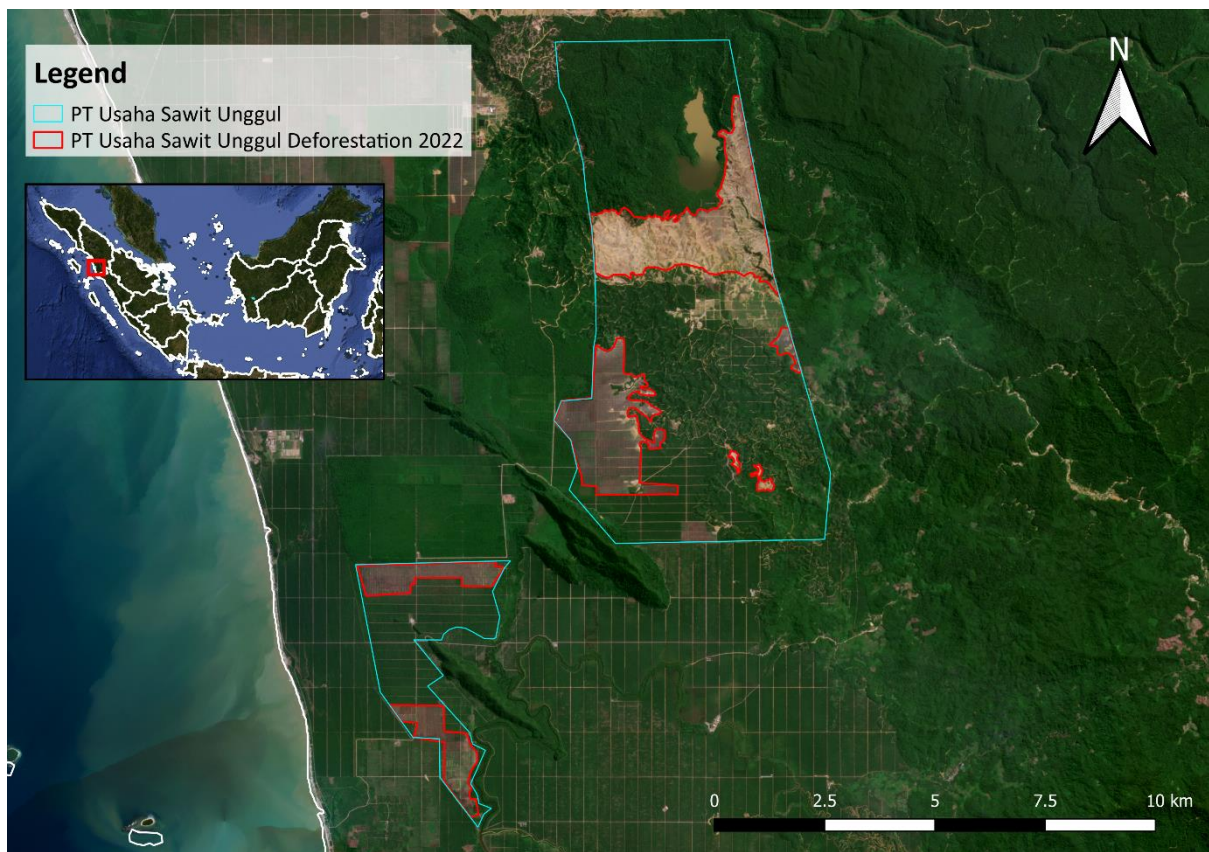 Legend
PT Usaha Sawit Unggul
PT Usaha Sawit Unggul Deforestation 2022
N
0 2.5 5 7.5 10 km